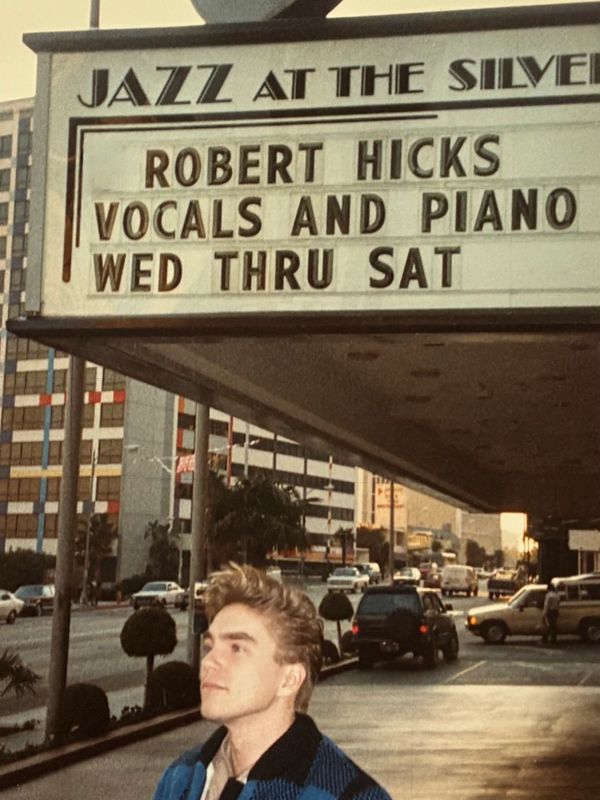 JAZZ AT THE SILVE
ROBERT HICKS
VOCALS AND PIANO
WED THRU SAT